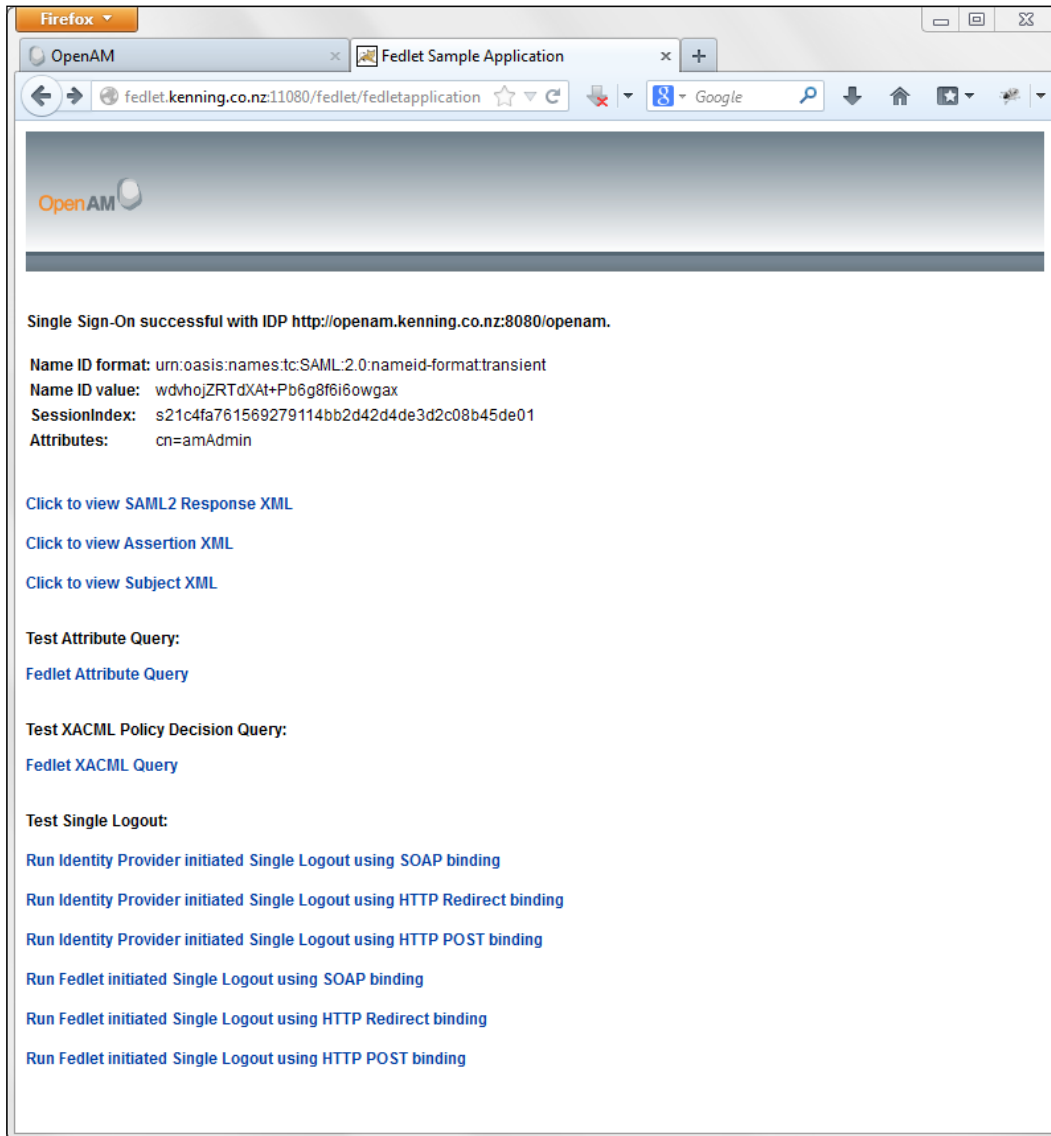 Firefox
OpenAM
Fedlet Sample Application
fedlet.kenning.co.nz:11080/fedlet/fedletapplication
Google
OpenAM
Single Sign-On successful with IDP http://openam.kenning.co.nz:8080/openam.
Name ID format: urn:oasis:names:tc:SAML:2.0:nameid-format:transient
Name ID value: wdvhojZRTdXAt+Pb6g8f6i6owgax
SessionIndex: s21c4fa761569279114bb2d42d4de3d2c08b45de01
Attributes: cn=amAdmin
Click to view SAML2 Response XML
Click to view Assertion XML
Click to view Subject XML
Test Attribute Query:
Fedlet Attribute Query
Test XACML Policy Decision Query:
Fedlet XACML Query
Test Single Logout:
Run Identity Provider initiated Single Logout using SOAP binding
Run Identity Provider initiated Single Logout using HTTP Redirect binding
Run Identity Provider initiated Single Logout using HTTP POST binding
Run Fedlet initiated Single Logout using SOAP binding
Run Fedlet initiated Single Logout using HTTP Redirect binding
Run Fedlet initiated Single Logout using HTTP POST binding